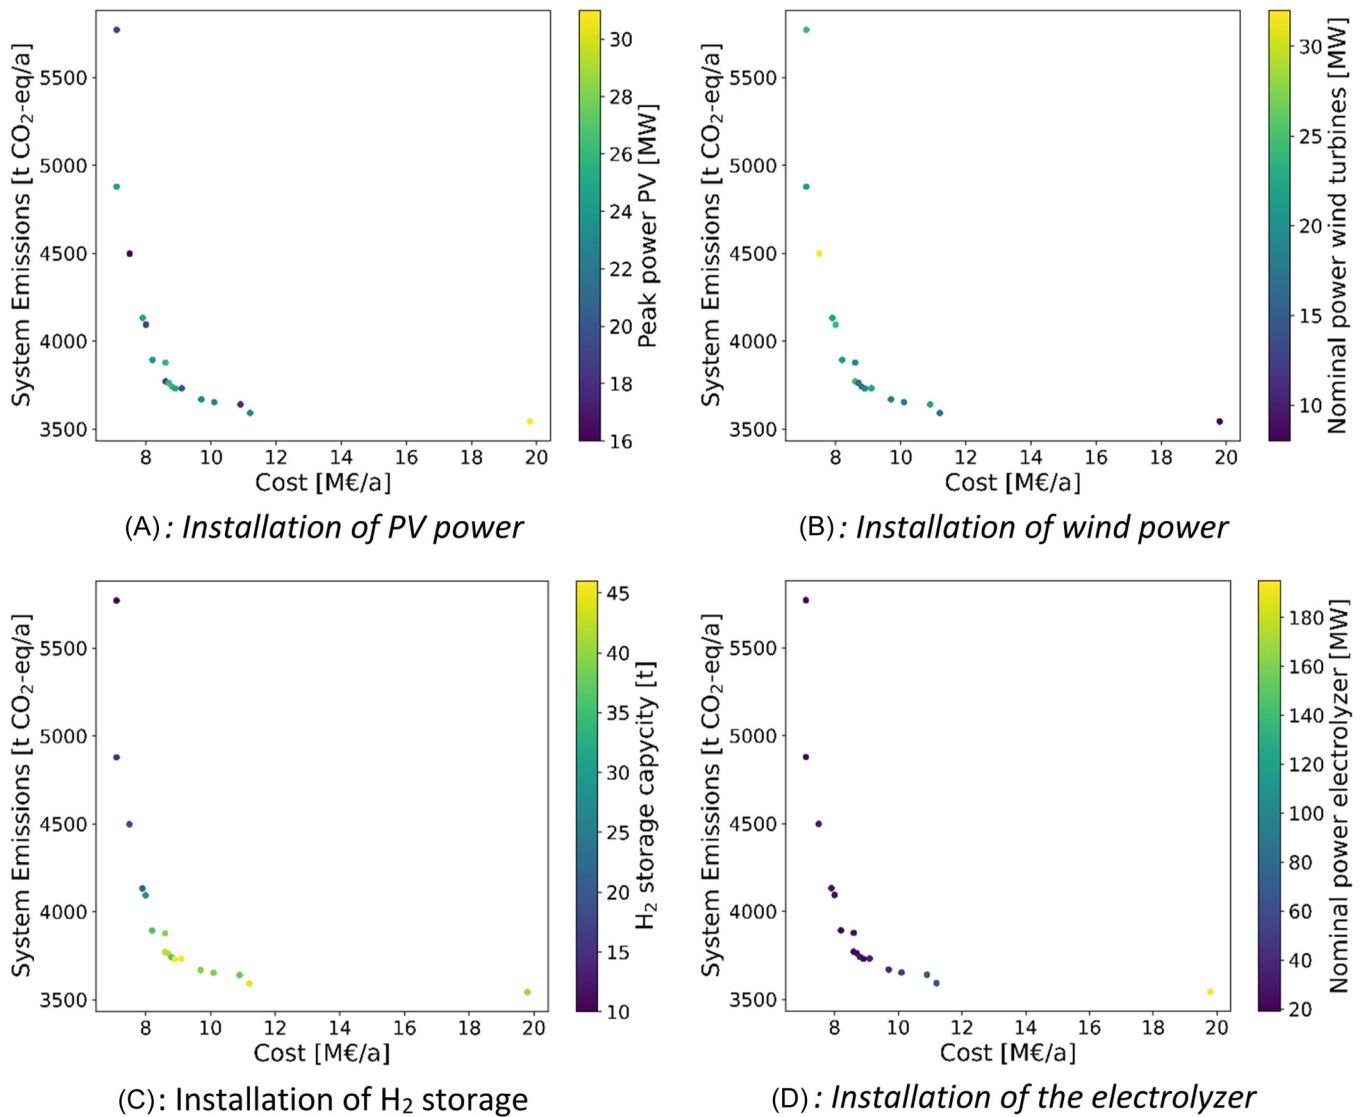 System Emissions [t CO₂-eq/a]
5500
5000
4500
4000
3500
8 10 12 14 16 18 20
Cost [M€/a]
30
28
26
24
22
20
18
16
Peak power PV [MW]
(A): Installation of PV power
System Emissions [t CO₂-eq/a]
5500
5000
4500
4000
3500
8 10 12 14 16 18 20
Cost [M€/a]
30
25
20
15
10
Nominal power wind turbines [MW]
(B): Installation of wind power
System Emissions [t CO₂-eq/a]
5500
5000
4500
4000
3500
8 10 12 14 16 18 20
Cost [M€/a]
45
40
35
30
25
20
15
10
H₂ storage capycity [t]
(C): Installation of H₂ storage
System Emissions [t CO₂-eq/a]
5500
5000
4500
4000
3500
8 10 12 14 16 18 20
Cost [M€/a]
180
160
140
120
100
80
60
40
20
Nominal power electrolyzer [MW]
(D): Installation of the electrolyzer